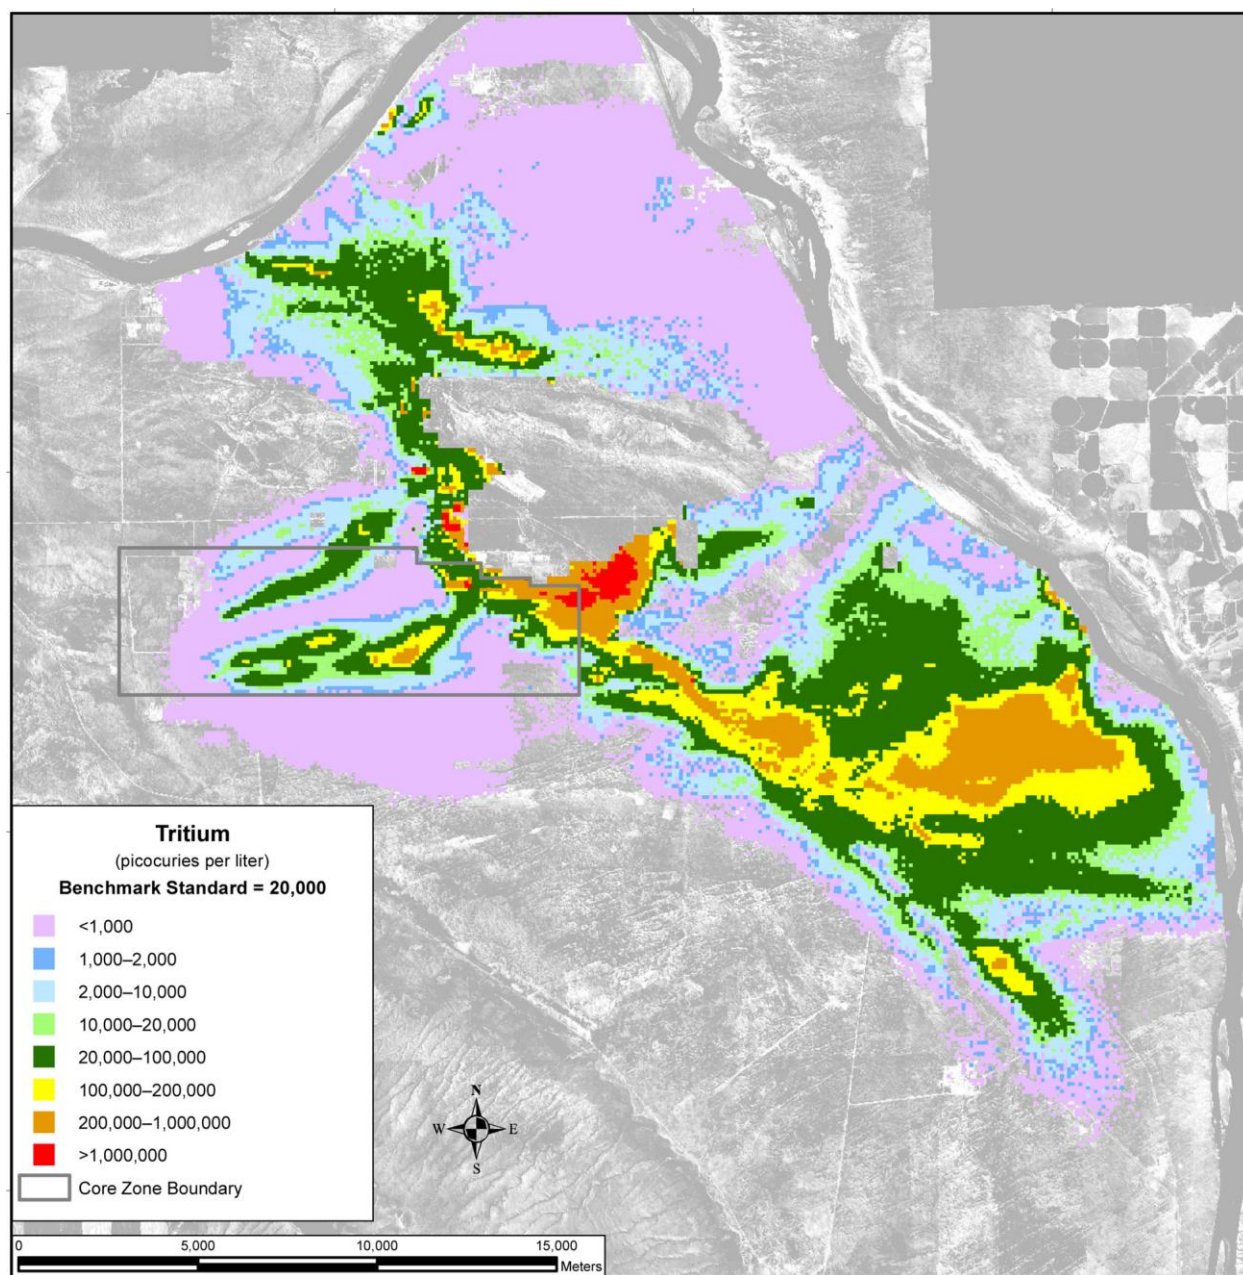 Tritium
(picocuries per liter)
Benchmark Standard = 20,000
<1,000
1,000–2,000
2,000–10,000
10,000–20,000
20,000–100,000
100,000–200,000
200,000–1,000,000
>1,000,000
Core Zone Boundary
N
W E
S
0 5,000 10,000 15,000
Meters